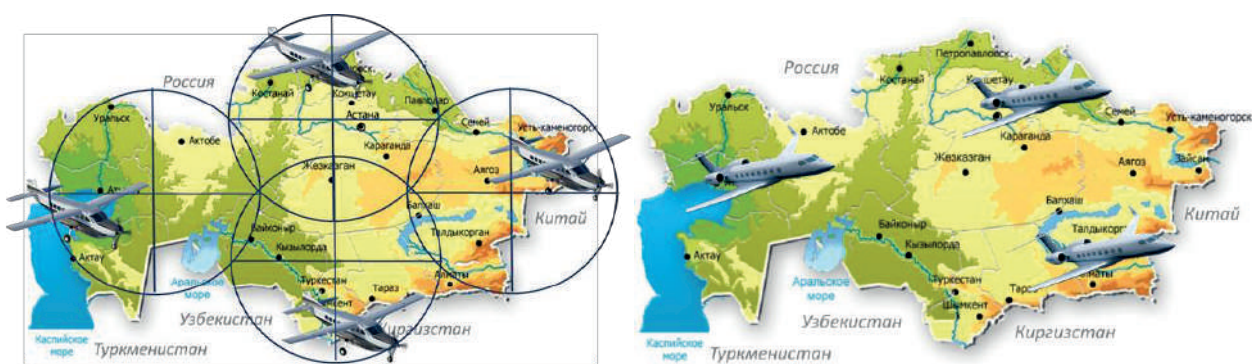 Россия
Костанай
Кокшетау
Павлодар
Астана
Уральск
Актобе
Семей
Усть-каменогорск
Караганда
Жезказган
Аягоз
Китай
Балхаш
Байконыр
Талдыкорган
Кызылорда
Актау
Аральское
море
Туркестан
Алматы
Тараз
Узбекистан
Киргизстан
Каспийское
море
Туркменистан
Петропавловск
Россия
Костанай
Кокшетау
Уральск
Семей
Усть-каменогорск
Актобе
Караганда
Зайсан
Жезказган
Аягоз
Китай
Балхаш
Байконыр
Талдыкорган
Кызылорда
Актау
Аральское
море
Туркестан
Шымкент
Узбекистан
Киргизстан
Каспийское
море
Туркменистан